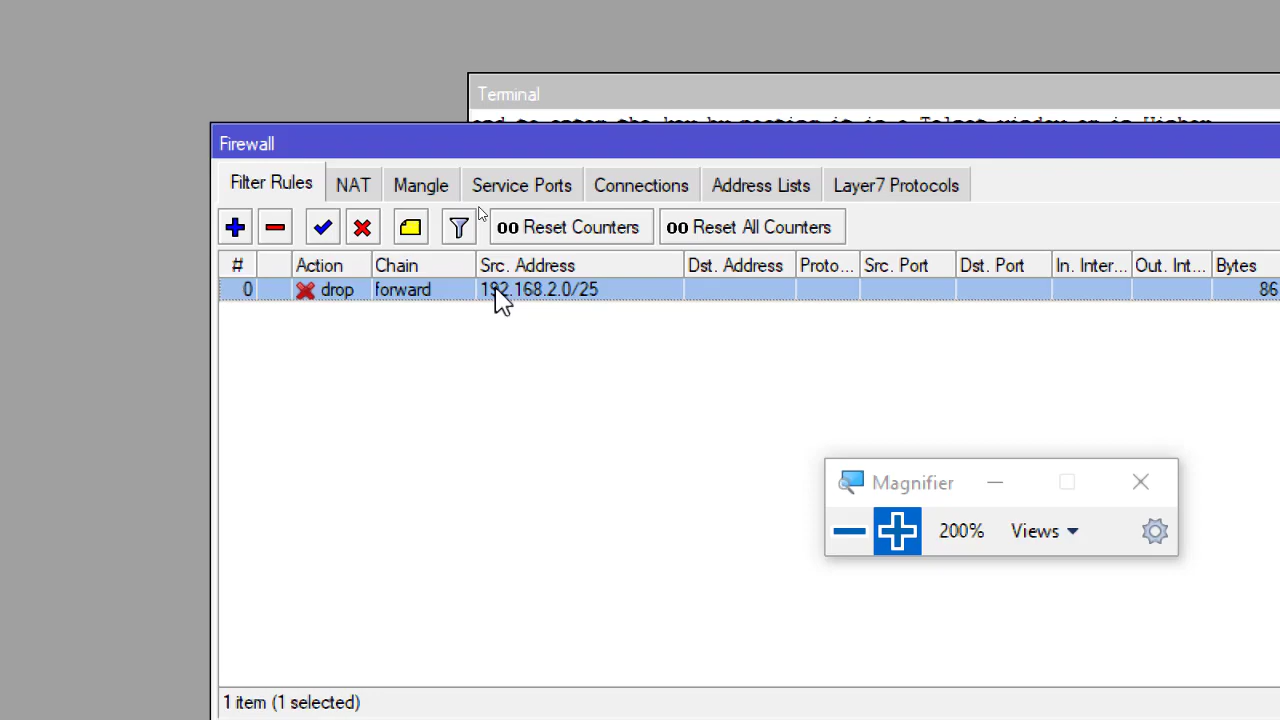 Terminal
Firewall
Filter Rules NAT Mangle Service Ports Connections Address Lists Layer7 Protocols
00 Reset Counters 00 Reset All Counters
# Action Chain Src. Address Dst. Address Proto... Src. Port Dst. Port In. Inter... Out. Int... Bytes
0 drop forward 192.168.2.0/25 86
Magnifier
200% Views
1 item (1 selected)